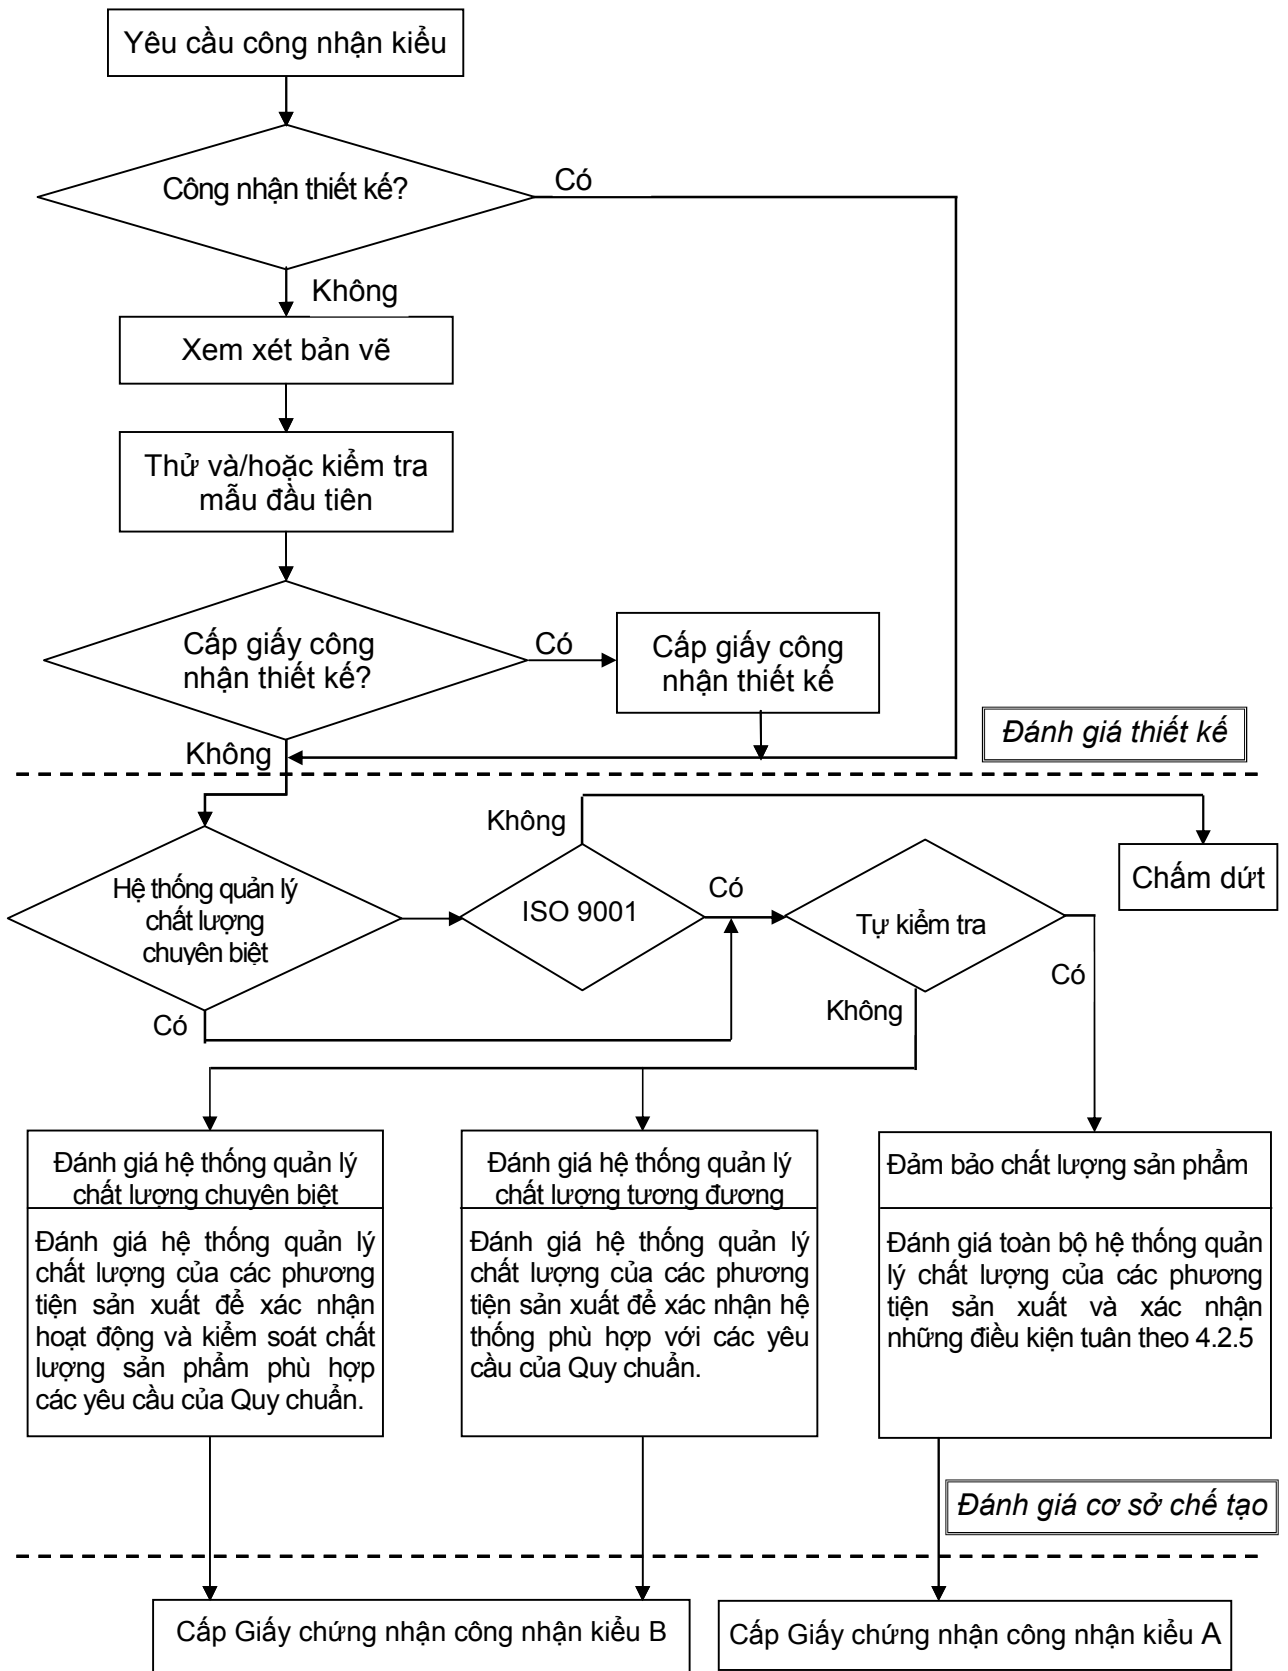 Yêu cầu công nhận kiểu
Công nhận thiết kế?
Có
Không
Xem xét bản vẽ
Thử và/hoặc kiểm tra
mẫu đầu tiên
Cấp giấy công
nhận thiết kế?
Có
Cấp giấy công
nhận thiết kế
Đánh giá thiết kế
Không
Không
Chấm dứt
Hệ thống quản lý
chất lượng
chuyên biệt
ISO 9001
Có
Tự kiểm tra
Có
Không
Có
Đánh giá hệ thống quản lý
chất lượng chuyên biệt
Đánh giá hệ thống quản lý
chất lượng của các phương
tiện sản xuất để xác nhận
hoạt động và kiểm soát chất
lượng sản phẩm phù hợp
các yêu cầu của Quy chuẩn.
Đánh giá hệ thống quản lý
chất lượng tương đương
Đánh giá hệ thống quản lý
chất lượng của các phương
tiện sản xuất để xác nhận hệ
thống phù hợp với các yêu
cầu của Quy chuẩn.
Đảm bảo chất lượng sản phẩm
Đánh giá toàn bộ hệ thống quản
lý chất lượng của các phương
tiện sản xuất và xác nhận
những điều kiện tuân theo 4.2.5
Đánh giá cơ sở chế tạo
Cấp Giấy chứng nhận công nhận kiểu B
Cấp Giấy chứng nhận công nhận kiểu A